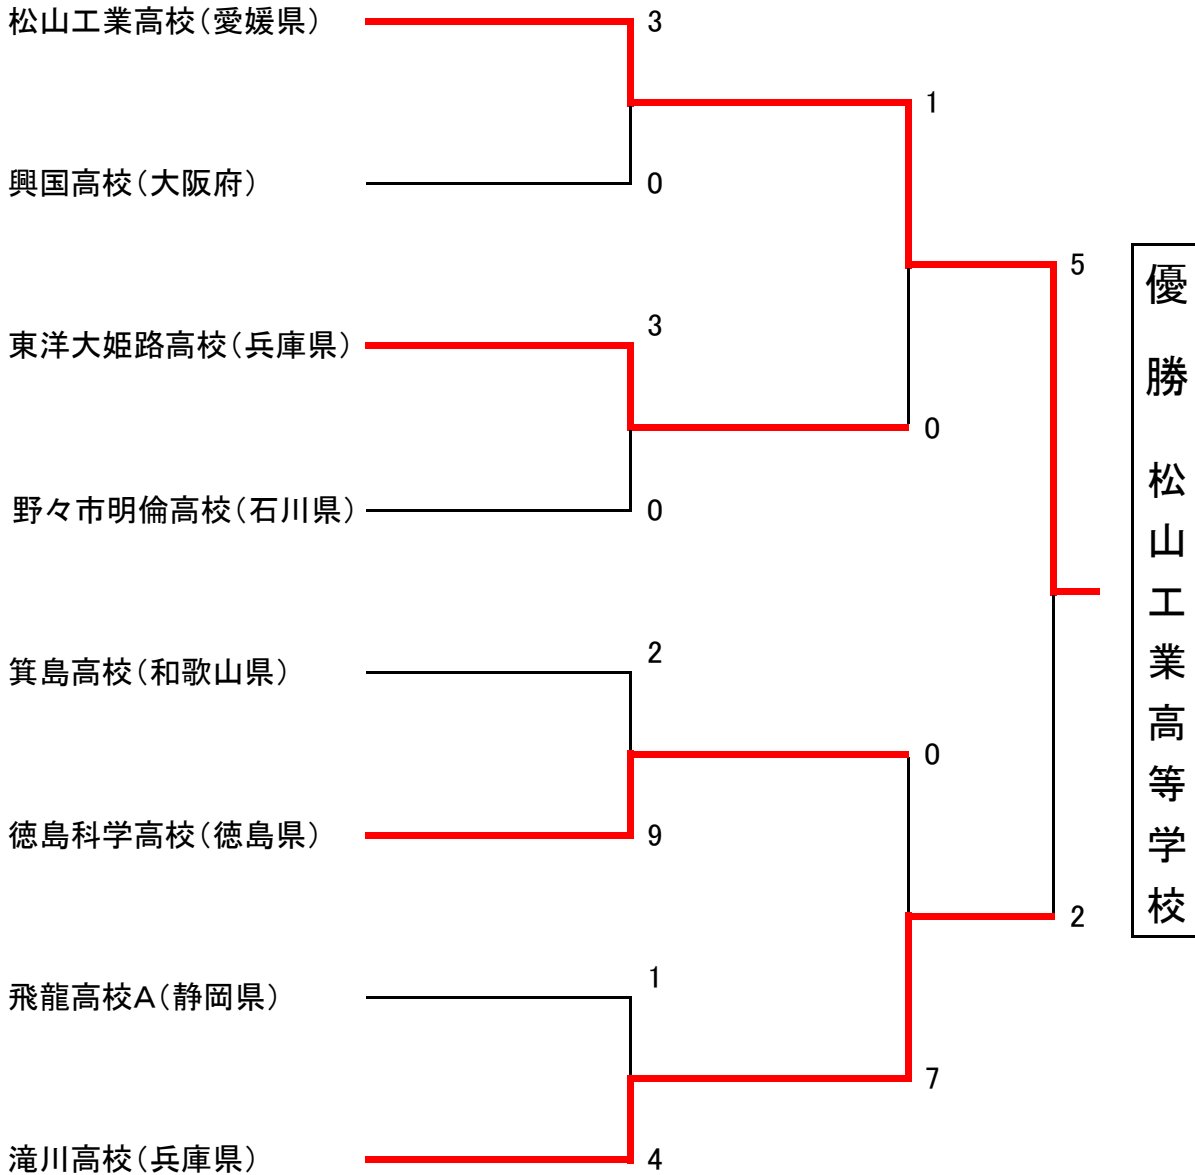 松山工業高校（愛媛県）
3
1
興国高校（大阪府）
0
5
東洋大姫路高校（兵庫県）
3
0
野々市明倫高校（石川県）
0
箕島高校（和歌山県）
2
0
徳島科学高校（徳島県）
9
2
飛龍高校A（静岡県）
1
7
滝川高校（兵庫県）
4
優勝 松山工業高等学校